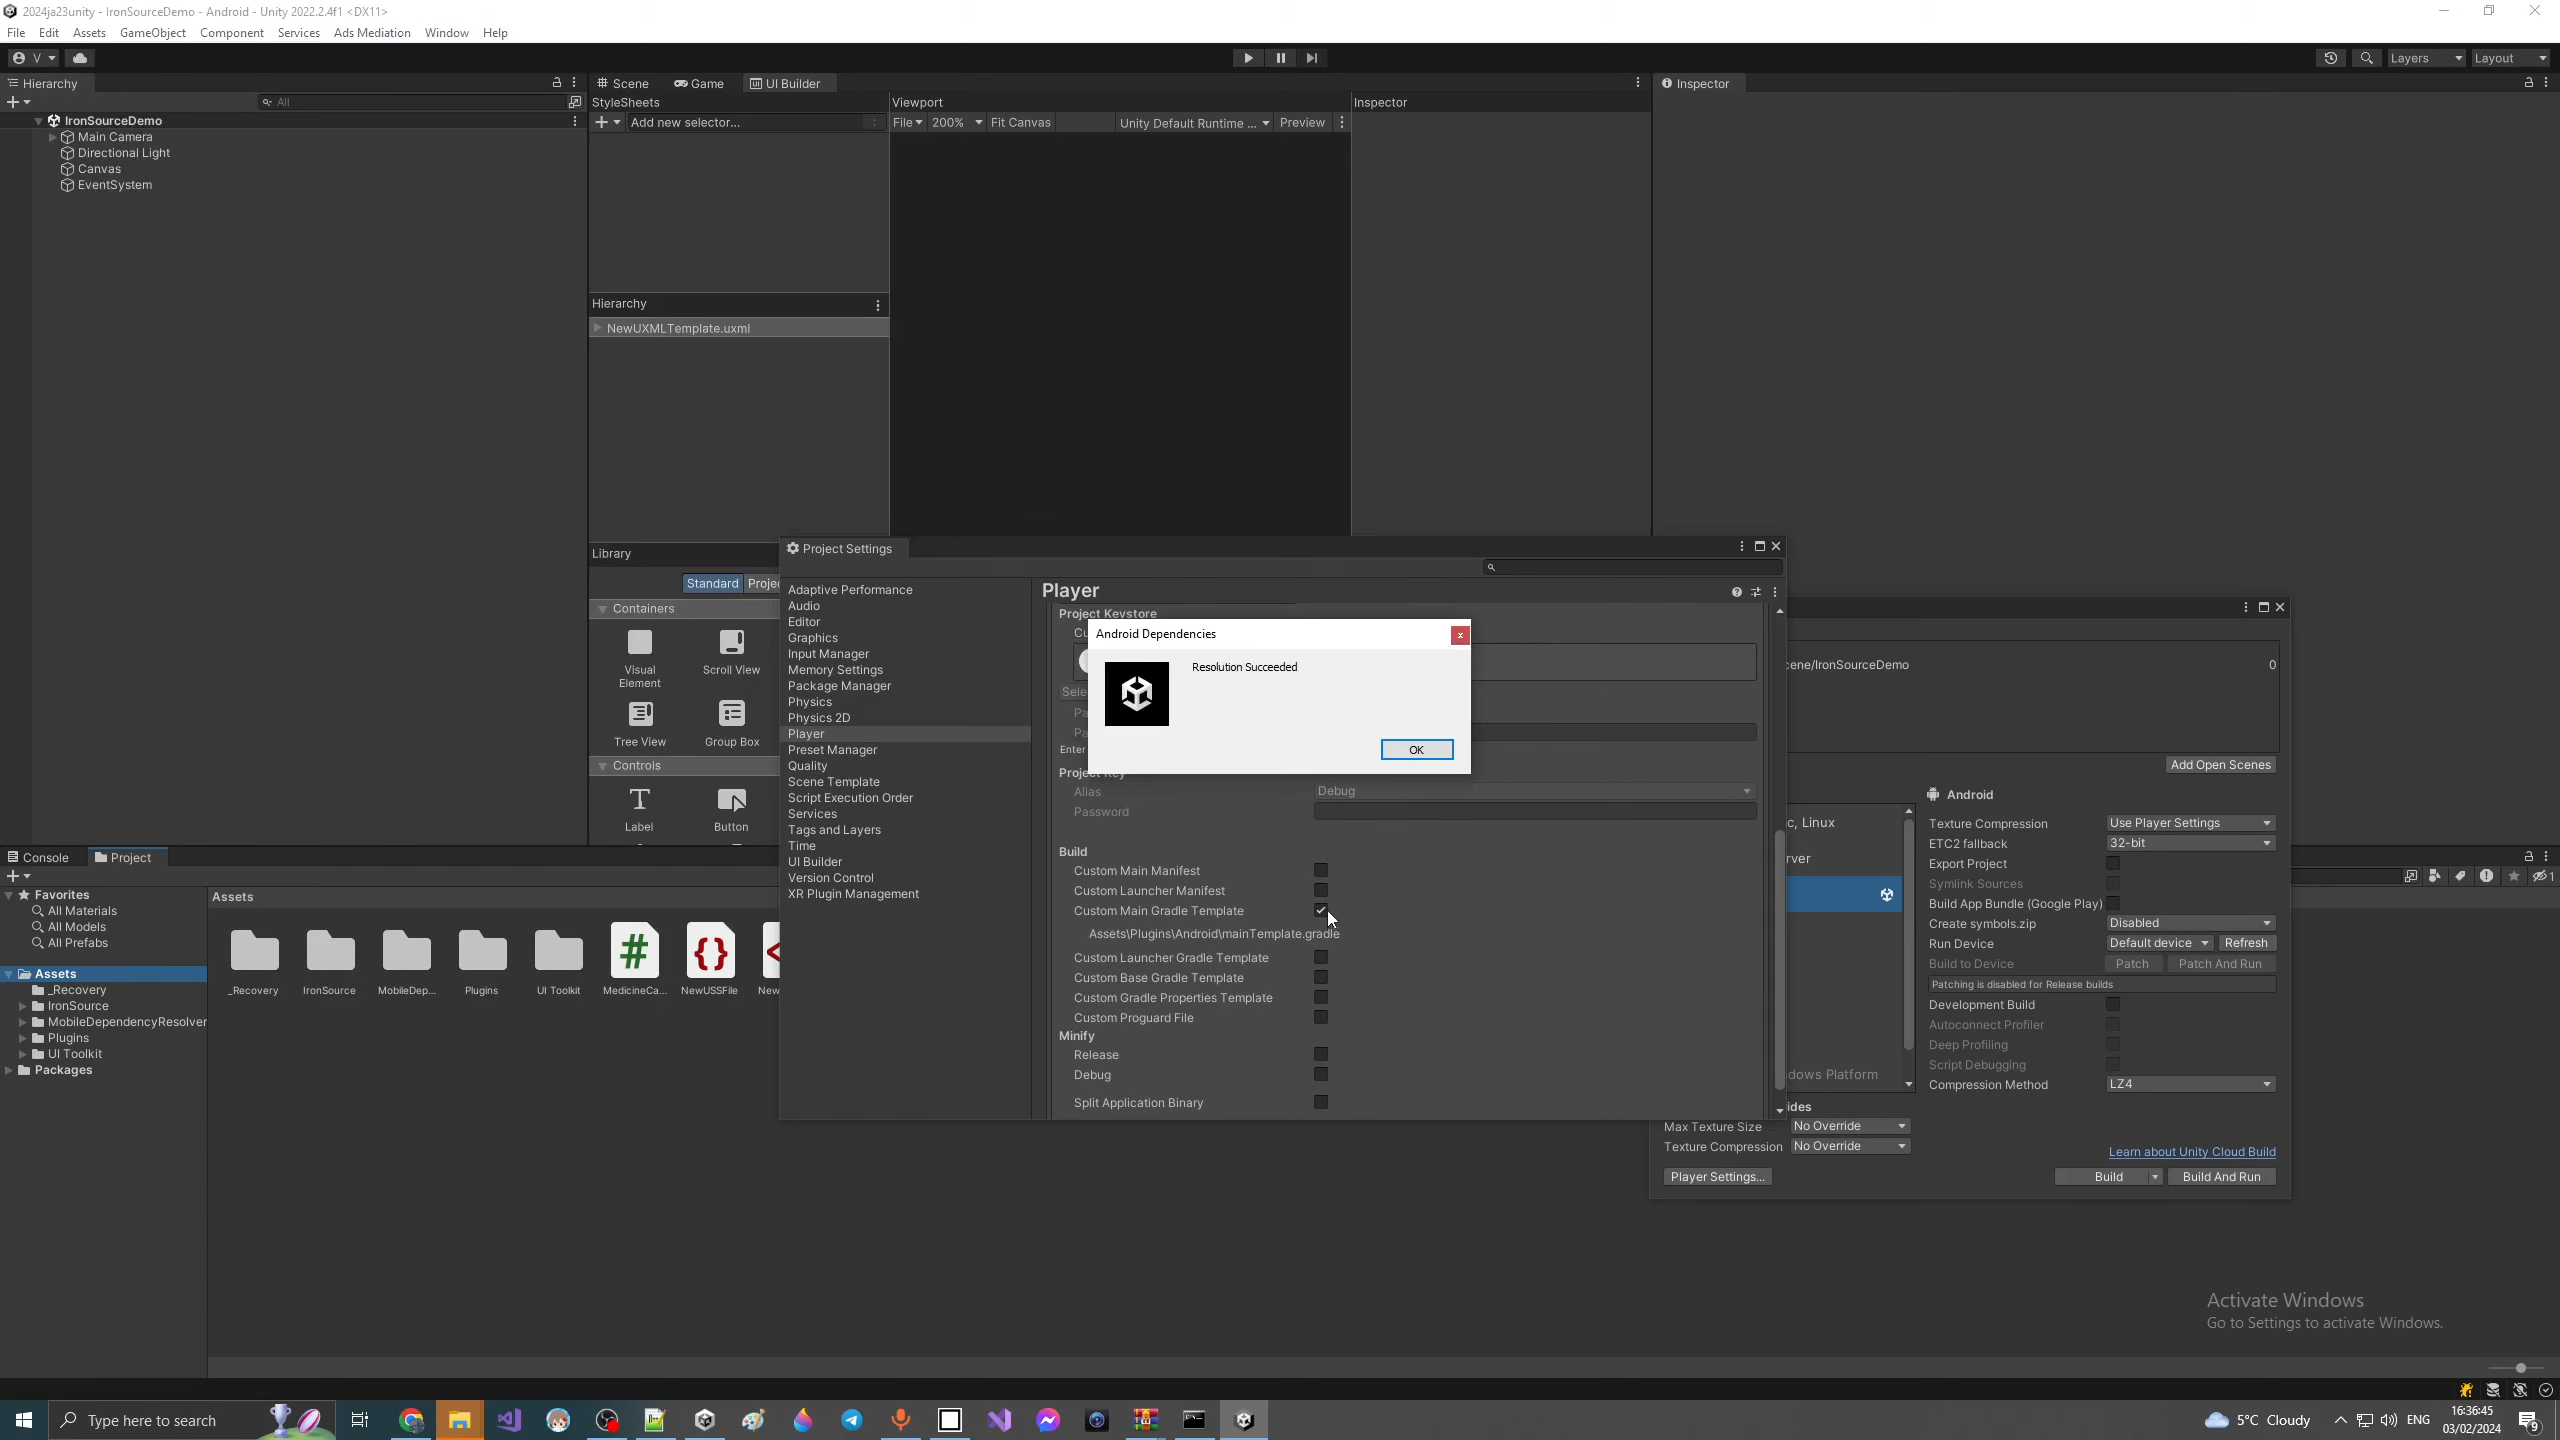 2024ja23unity - IronSourceDemo - Android - Unity 2022.2.4f1 <DX11>
File Edit Assets GameObject Component Services Ads Mediation Window Help
V
Layers
Layout
Hierarchy
All
IronSourceDemo
Main Camera
Directional Light
Canvas
EventSystem
Scene
Game
UI Builder
StyleSheets
Add new selector...
Viewport
File
200%
Fit Canvas
Unity Default Runtime ...
Preview
Inspector
Inspector
Hierarchy
NewUXMLTemplate.uxml
Library
Standard
Containers
Visual Element
Scroll View
Tree View
Group Box
Controls
Label
Button
Project Settings
Adaptive Performance
Audio
Editor
Graphics
Input Manager
Memory Settings
Package Manager
Physics
Physics 2D
Player
Preset Manager
Quality
Scene Template
Script Execution Order
Services
Tags and Layers
Time
UI Builder
Version Control
XR Plugin Management
Player
Project Keystore
Android Dependencies
Resolution Succeeded
OK
Enter
Project Key
Alias
Debug
Password
Build
Custom Main Manifest
Custom Launcher Manifest
Custom Main Gradle Template
Assets\Plugins\Android\mainTemplate.gradle
Custom Launcher Gradle Template
Custom Base Gradle Template
Custom Gradle Properties Template
Custom Proguard File
Minify
Release
Debug
Split Application Binary
cene/IronSourceDemo
0
Add Open Scenes
c, Linux
rver
dows Platform
Android
Texture Compression
Use Player Settings
ETC2 fallback
32-bit
Export Project
Symlink Sources
Build App Bundle (Google Play)
Create symbols.zip
Disabled
Run Device
Default device
Refresh
Build to Device
Patch
Patch And Run
Patching is disabled for Release builds
Development Build
Autoconnect Profiler
Deep Profiling
Script Debugging
Compression Method
LZ4
ides
Max Texture Size
No Override
Texture Compression
No Override
Learn about Unity Cloud Build
Player Settings...
Build
Build And Run
Console
Project
Favorites
All Materials
All Models
All Prefabs
Assets
_Recovery
IronSource
MobileDependencyResolver
Plugins
UI Toolkit
Packages
Assets
_Recovery
IronSource
MobileDep...
Plugins
UI Toolkit
MedicineCa...
NewUSSFile
New
1
Activate Windows
Go to Settings to activate Windows.
Type here to search
5°C Cloudy
ENG
16:36:45
03/02/2024
9